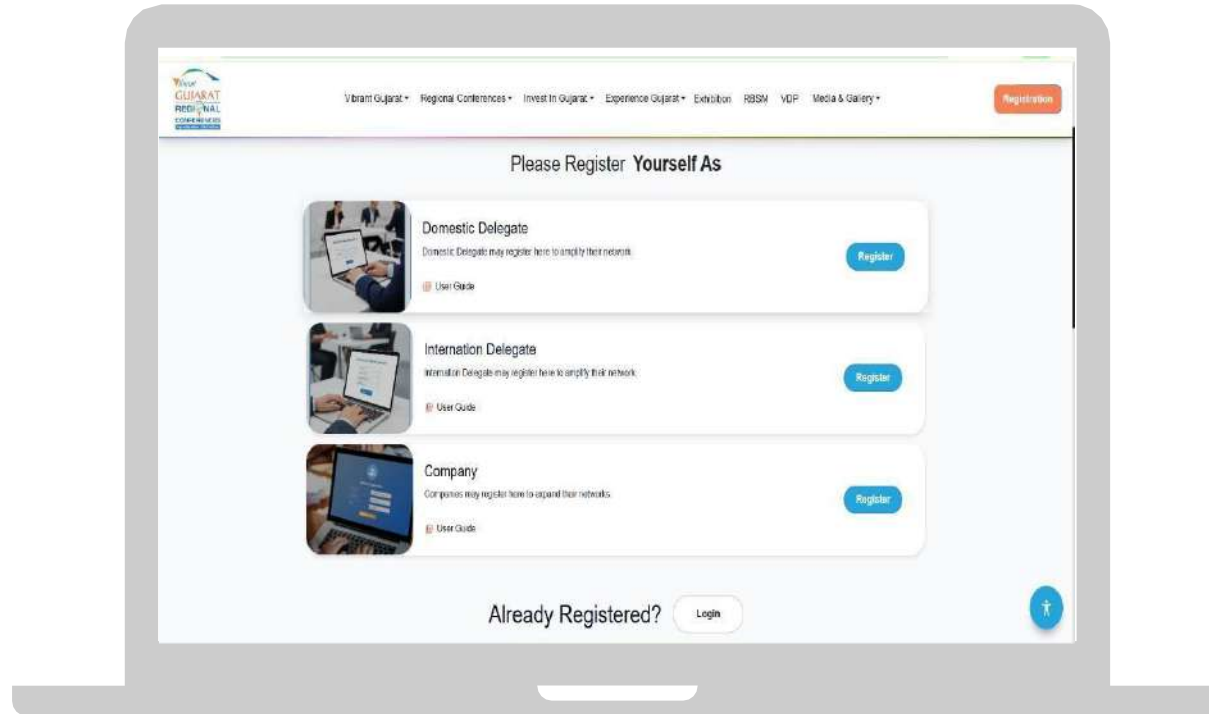 GUJARAT
REGIONAL
CONFERENCES
Vibrant Gujarat Regional Conferences Invest In Gujarat Experience Gujarat Exhibition RBSM VDP Media & Gallery
Registration
Please Register Yourself As
Domestic Delegate
Domestic Delegate may register here to amplify their network.
User Guide
Register
Internation Delegate
Internation Delegate may register here to amplify their network.
User Guide
Register
Company
Companies may register here to expand their networks.
User Guide
Register
Already Registered? Login